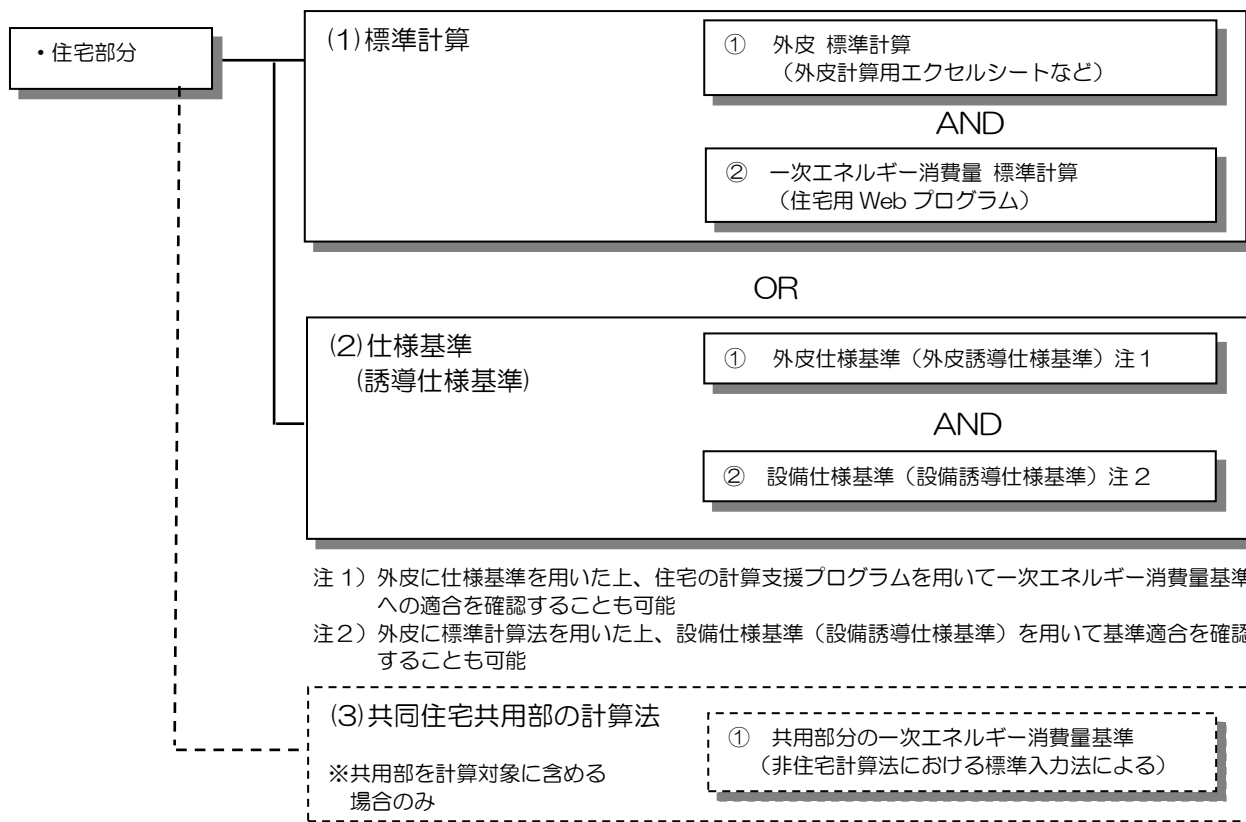 ・住宅部分
(1)標準計算
① 外皮 標準計算
（外皮計算用エクセルシートなど）
AND
② 一次エネルギー消費量 標準計算
（住宅用 Web プログラム）
OR
(2)仕様基準
(誘導仕様基準)
① 外皮仕様基準（外皮誘導仕様基準）注1
AND
② 設備仕様基準（設備誘導仕様基準）注2
注1）外皮に仕様基準を用いた上、住宅の計算支援プログラムを用いて一次エネルギー消費量基準
への適合を確認することも可能
注2）外皮に標準計算法を用いた上、設備仕様基準（設備誘導仕様基準）を用いて基準適合を確認
することも可能
(3)共同住宅共用部の計算法
※共用部を計算対象に含める
場合のみ
① 共用部分の一次エネルギー消費量基準
（非住宅計算法における標準入力法による）